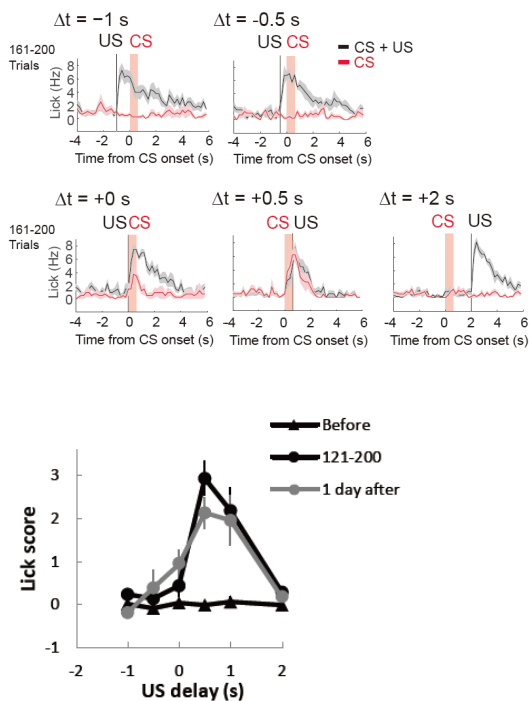 Δt = −1 s
Δt = -0.5 s
US CS
US CS
CS + US
CS
161-200
Trials
Lick (Hz)
8
6
4
2
0
-4 -2 0 2 4 6
-4 -2 0 2 4 6
Time from CS onset (s)
Time from CS onset (s)
Δt = +0 s
Δt = +0.5 s
Δt = +2 s
US CS
CS US
CS US
161-200
Trials
Lick (Hz)
8
6
4
2
0
-4 -2 0 2 4 6
-4 -2 0 2 4 6
-4 -2 0 2 4 6
Time from CS onset (s)
Time from CS onset (s)
Time from CS onset (s)
Before
121-200
1 day after
Lick score
3
2
1
0
-1
-2 -1 0 1 2
US delay (s)